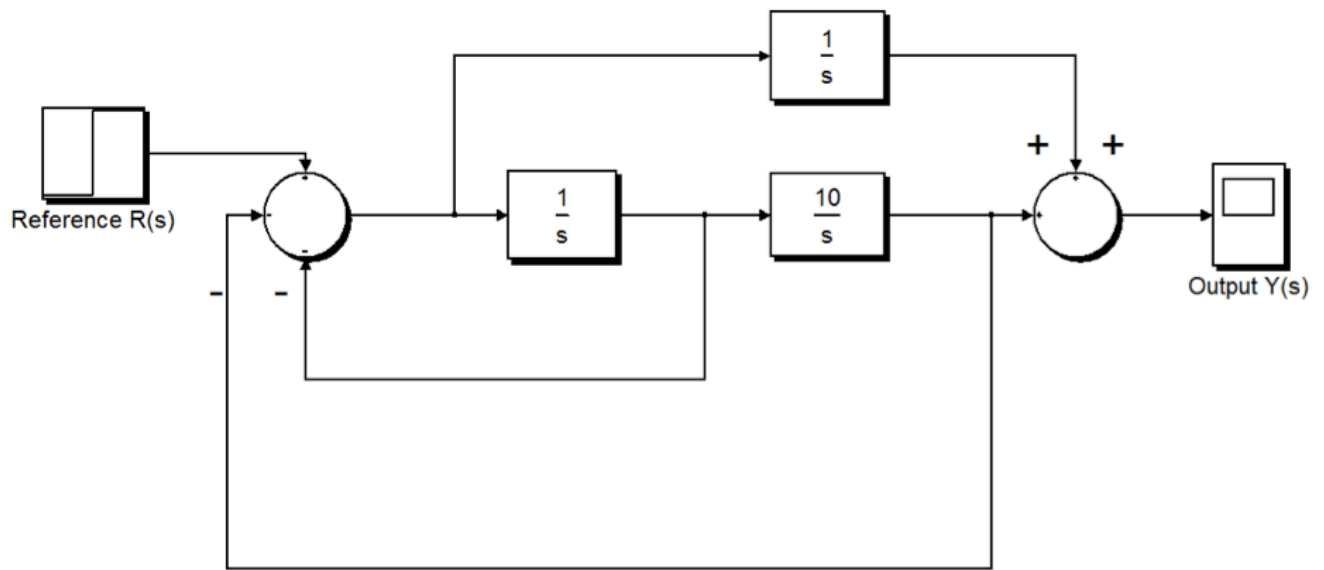 1
s
+ +
Reference R(s)
+
-
-
1
s
10
s
+
+
Output Y(s)
- -